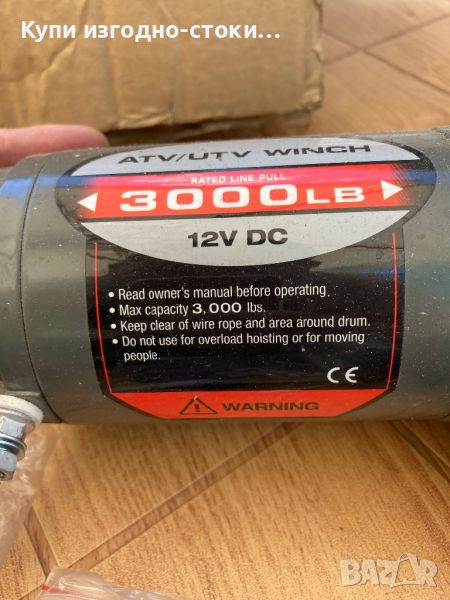 Купи изгодно-стоки...
ATV/UTV WINCH
RATED LINE PULL
3000LB
12V DC
• Read owner's manual before operating.
• Max capacity 3,000 lbs.
• Keep clear of wire rope and area around drum.
• Do not use for overload hoisting or for moving
people.
CE
WARNING
BAZAR